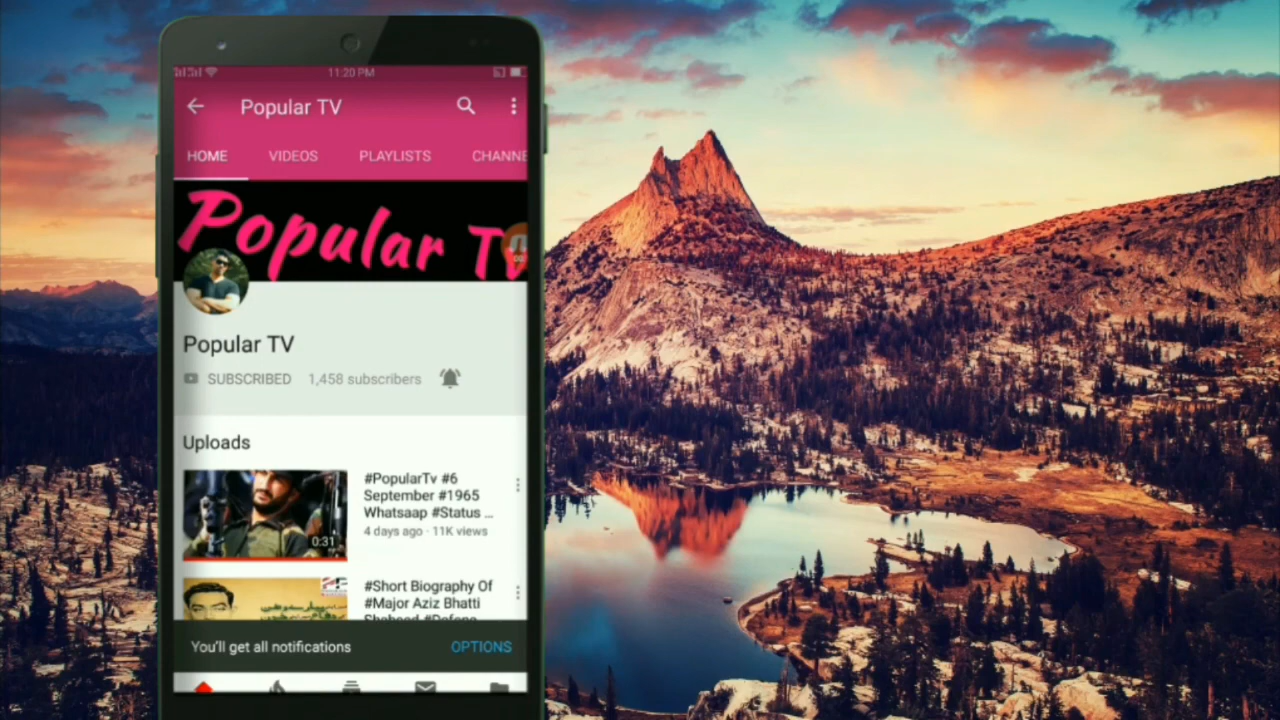 11:20 PM
Popular TV
HOME VIDEOS PLAYLISTS CHANNE
Popular TV
Popular TV
SUBSCRIBED 1,458 subscribers
Uploads
#PopularTv #6
September #1965
Whatsaap #Status ...
4 days ago · 11K views
0:31
#Short Biography Of
#Major Aziz Bhatti
Shaheed #Defenc
You'll get all notifications OPTIONS